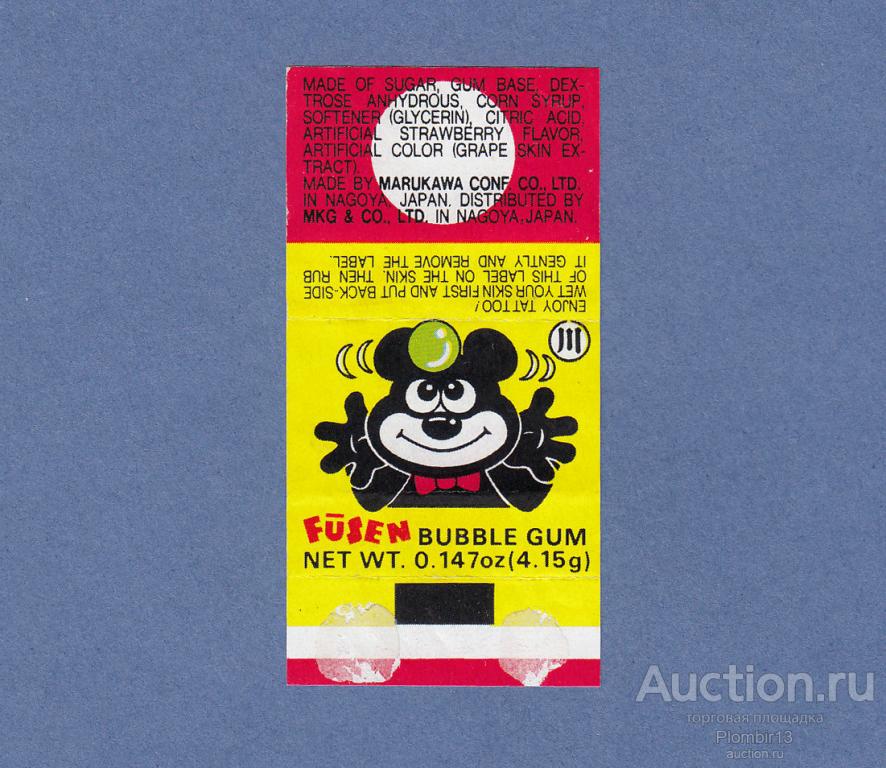 MADE OF SUGAR, GUM BASE, DEX-
TROSE ANHYDROUS, CORN SYRUP,
SOFTENER (GLYCERIN), CITRIC ACID,
ARTIFICIAL STRAWBERRY FLAVOR,
ARTIFICIAL COLOR (GRAPE SKIN EX-
TRACT).
MADE BY MARUKAWA CONF. CO., LTD.
IN NAGOYA, JAPAN. DISTRIBUTED BY
MKG & CO., LTD. IN NAGOYA, JAPAN.
ENJOY TATTOO!
WET YOUR SKIN FIRST AND PUT BACK-SIDE
OF THIS LABEL ON THE SKIN. THEN RUB
IT GENTLY AND REMOVE THE LABEL.
FŪSEN BUBBLE GUM
NET WT. 0.147oz(4.15g)
Auction.ru
торговая площадка
Plombir13
auction.ru